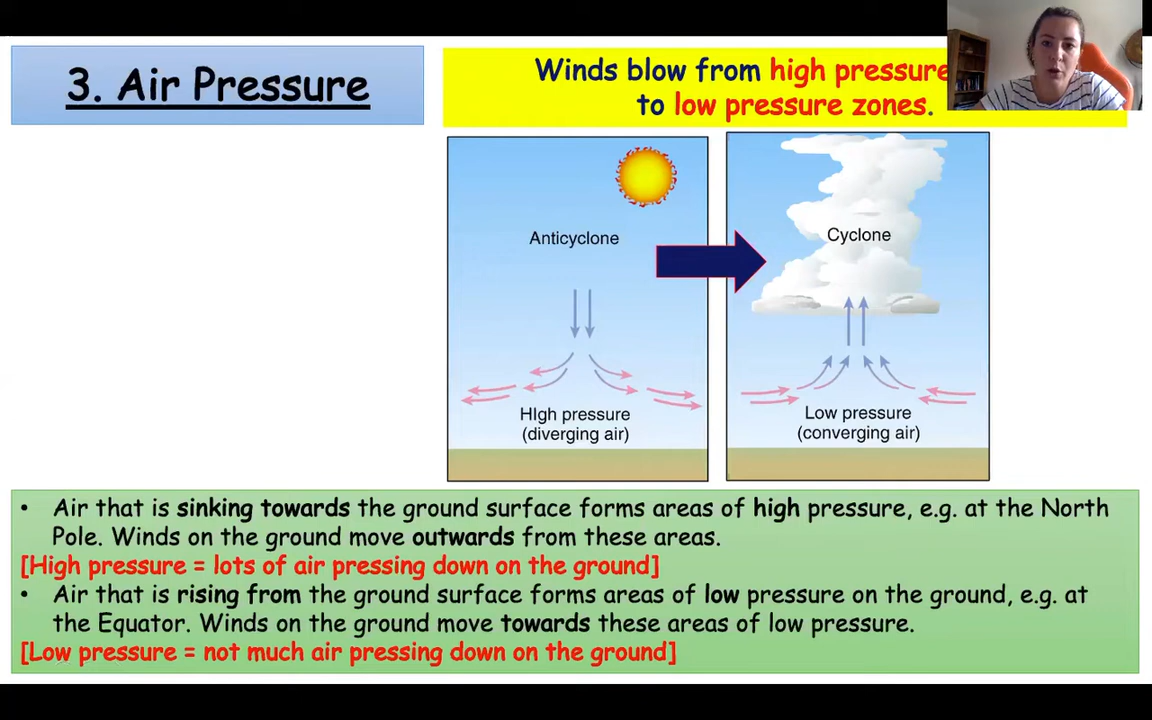 3. Air Pressure
Winds blow from high pressure
to low pressure zones.
Anticyclone
Cyclone
HIgh pressure
(diverging air)
Low pressure
(converging air)
• Air that is sinking towards the ground surface forms areas of high pressure, e.g. at the North
Pole. Winds on the ground move outwards from these areas.
[High pressure = lots of air pressing down on the ground]
• Air that is rising from the ground surface forms areas of low pressure on the ground, e.g. at
the Equator. Winds on the ground move towards these areas of low pressure.
[Low pressure = not much air pressing down on the ground]